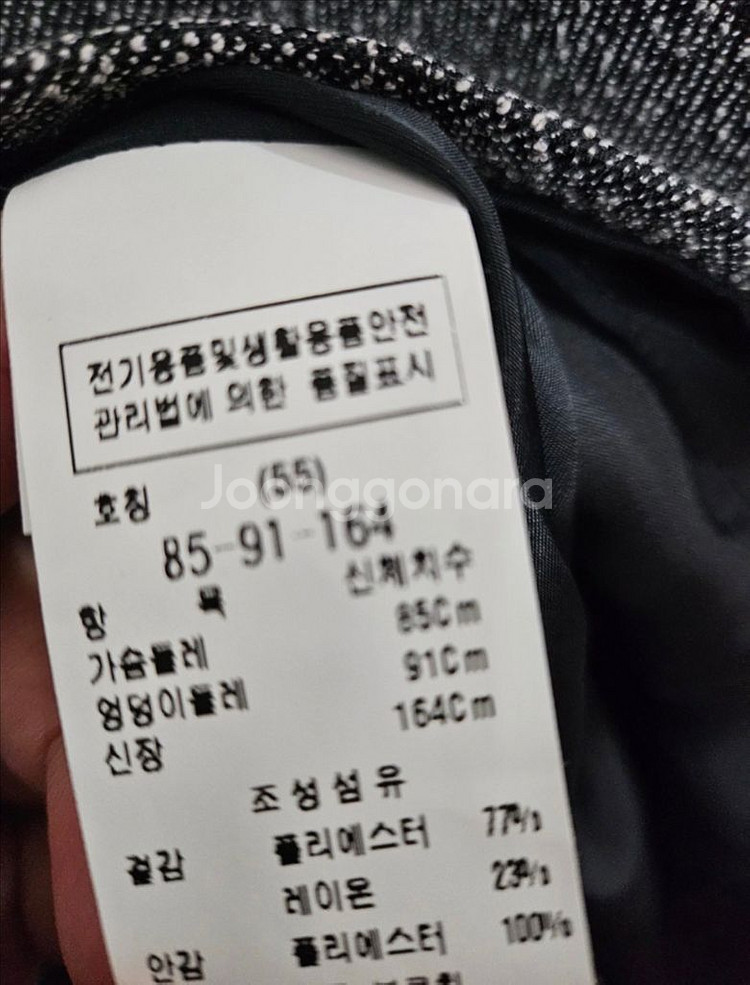 전기용품및생활용품안전
관리법에 의한 품질표시
호칭 (55)
85-91-164
항 목 신체치수
가슴둘레 85Cm
엉덩이둘레 91Cm
신장 164Cm
조성섬유
겉감 폴리에스터 77%
레이온 23%
안감 폴리에스터 100%
Joonggonara